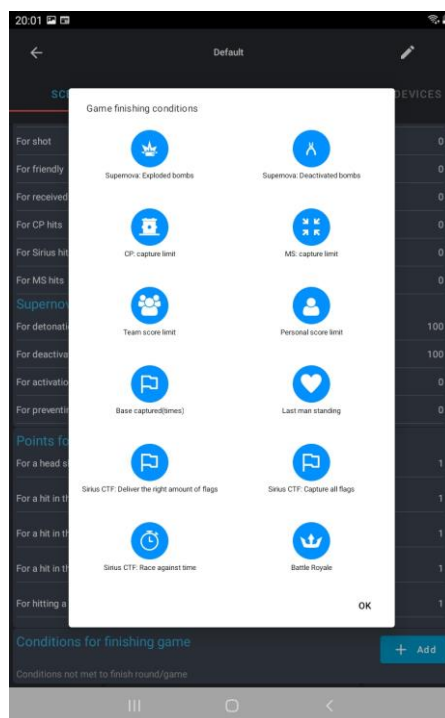 20:01
Default
SCE
DEVICES
Game finishing conditions
For shot 0
For friendly 0
For received 0
For CP hits 0
For Sirius hit 0
For MS hits 0
Supernov
For detonati 100
For deactiva 100
For activatio 0
For preventin 0
Points fo
For a head s 1
For a hit in th 1
For a hit in th 1
For a hit in th 1
For hitting a 1
Supernova: Exploded bombs
Supernova: Deactivated bombs
CP: capture limit
MS: capture limit
Team score limit
Personal score limit
Base captured(times)
Last man standing
Sirius CTF: Deliver the right amount of flags
Sirius CTF: Capture all flags
Sirius CTF: Race against time
Battle Royale
OK
Conditions for finishing game
+ Add
Conditions not met to finish round/game